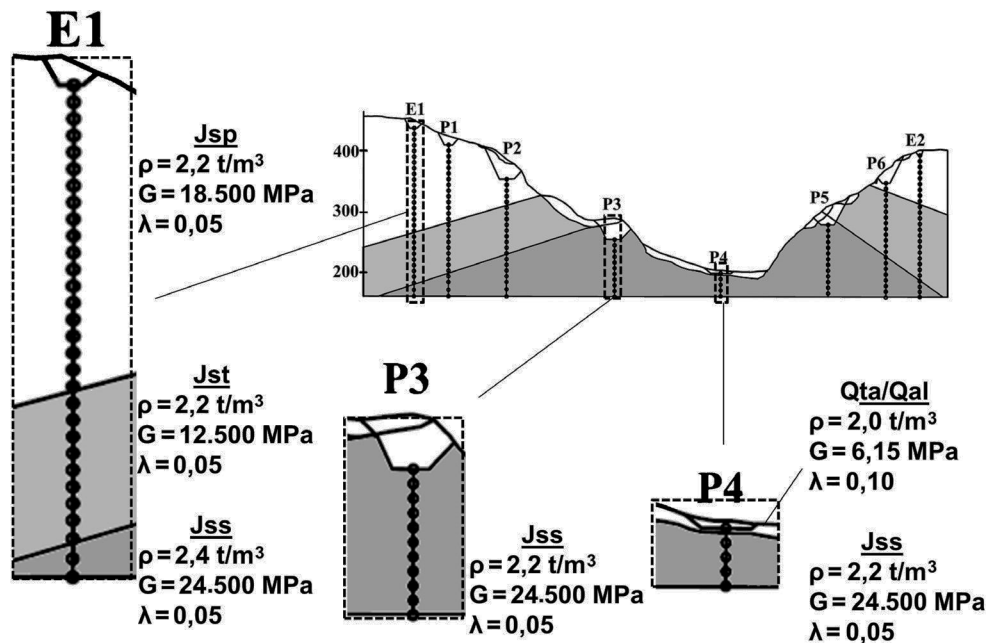 E1
Jsp
ρ = 2,2 t/m³
G = 18.500 MPa
λ = 0,05
Jst
ρ = 2,2 t/m³
G = 12.500 MPa
λ = 0,05
Jss
ρ = 2,4 t/m³
G = 24.500 MPa
λ = 0,05
400
300
200
E1
P1
P2
P3
P4
P5
P6
E2
P3
Jss
ρ = 2,2 t/m³
G = 24.500 MPa
λ = 0,05
P4
Qta/Qal
ρ = 2,0 t/m³
G = 6,15 MPa
λ = 0,10
Jss
ρ = 2,2 t/m³
G = 24.500 MPa
λ = 0,05